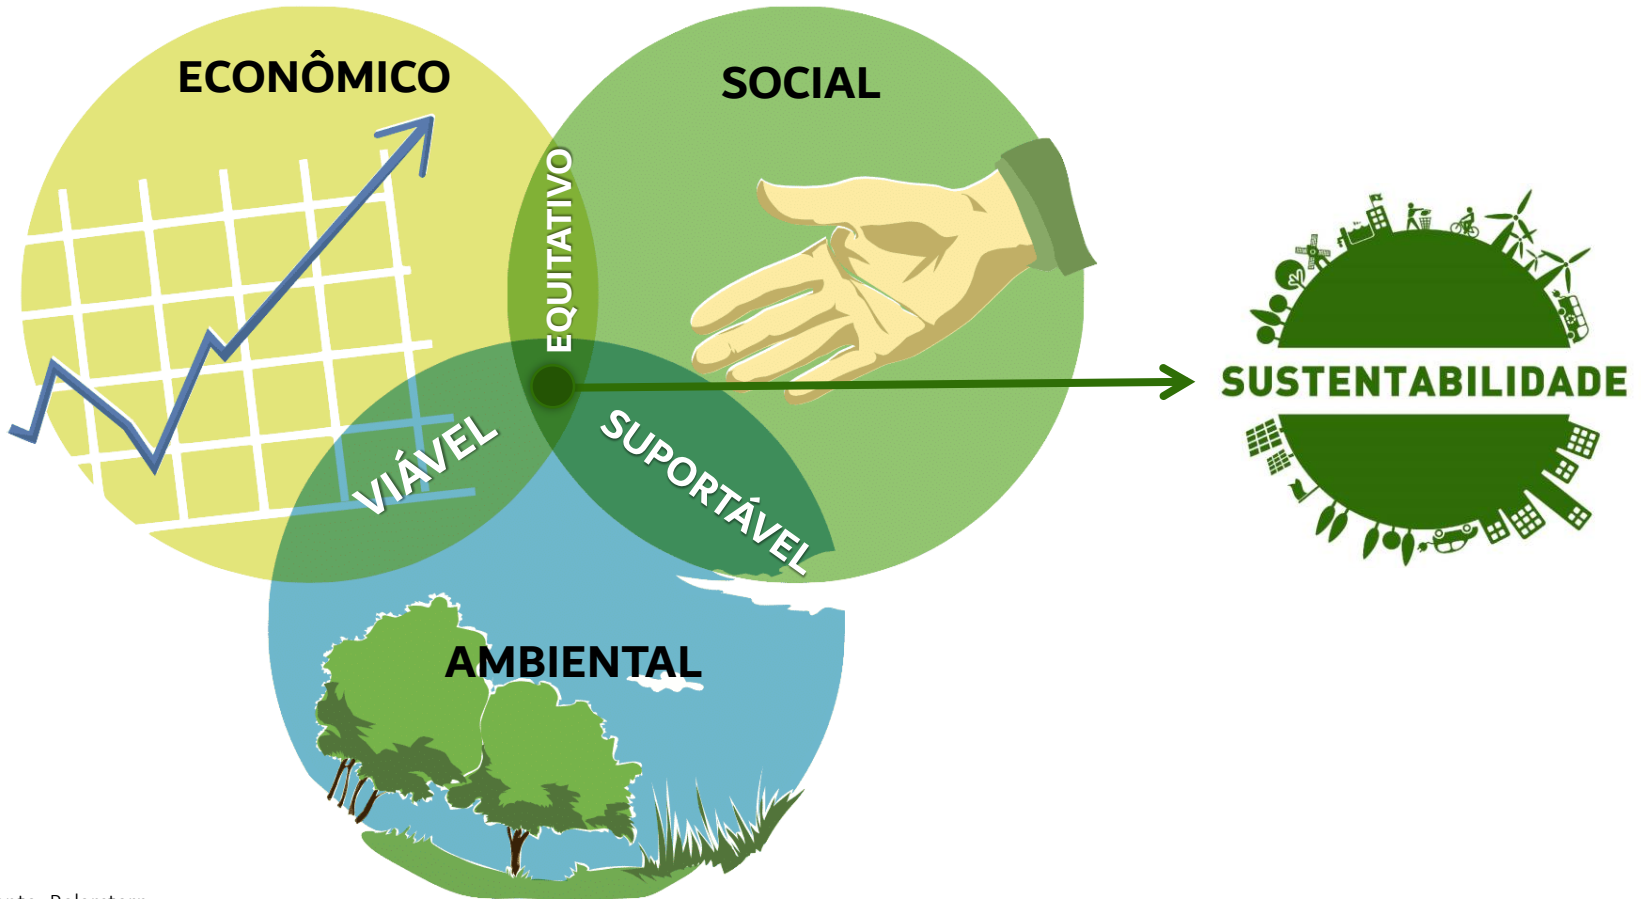 ECONÔMICO
SOCIAL
EQUITATIVO
VIÁVEL
SUPORTÁVEL
SUSTENTABILIDADE
AMBIENTAL